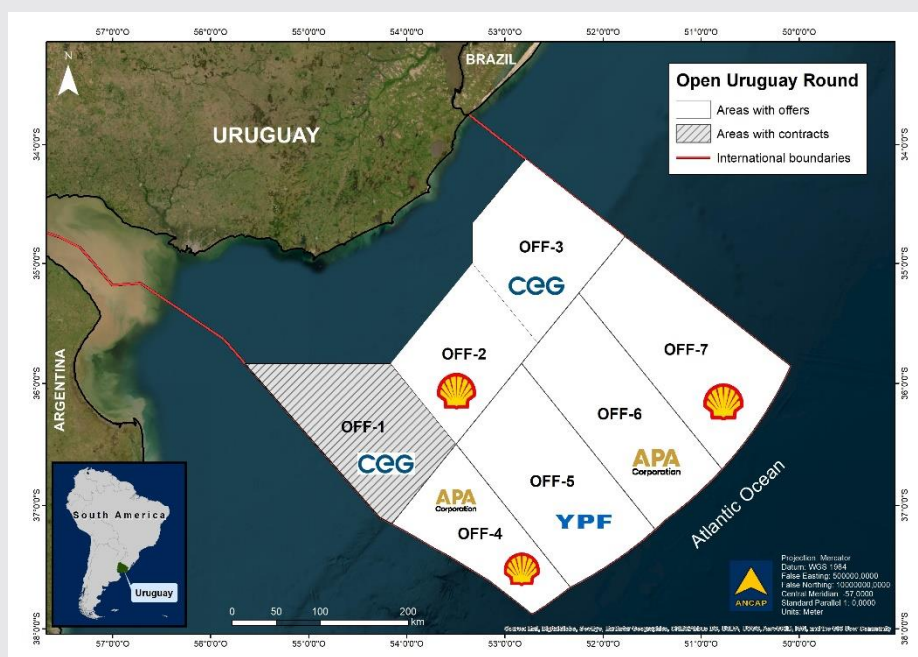 57°0'0"O
56°0'0"O
55°0'0"O
54°0'0"O
53°0'0"O
52°0'0"O
51°0'0"O
50°0'0"O
N
BRAZIL
URUGUAY
Open Uruguay Round
Areas with offers
Areas with contracts
International boundaries
34°0'0"S
34°0'0"S
35°0'0"S
35°0'0"S
36°0'0"S
36°0'0"S
37°0'0"S
37°0'0"S
38°0'0"S
38°0'0"S
ARGENTINA
OFF-3
CEG
OFF-2
OFF-7
OFF-1
CEG
OFF-6
APA
Corporation
APA
Corporation
OFF-5
YPF
OFF-4
Atlantic Ocean
South America
Uruguay
0 50 100 200
km
ANCAP
Projection: Mercator
Datum: WGS 1984
False Easting: 500000,0000
False Northing: 10000000,0000
Central Meridian: -57,0000
Standard Parallel 1: 0,0000
Units: Meter
57°0'0"O
56°0'0"O
55°0'0"O
54°0'0"O
53°0'0"O
52°0'0"O
51°0'0"O
50°0'0"O